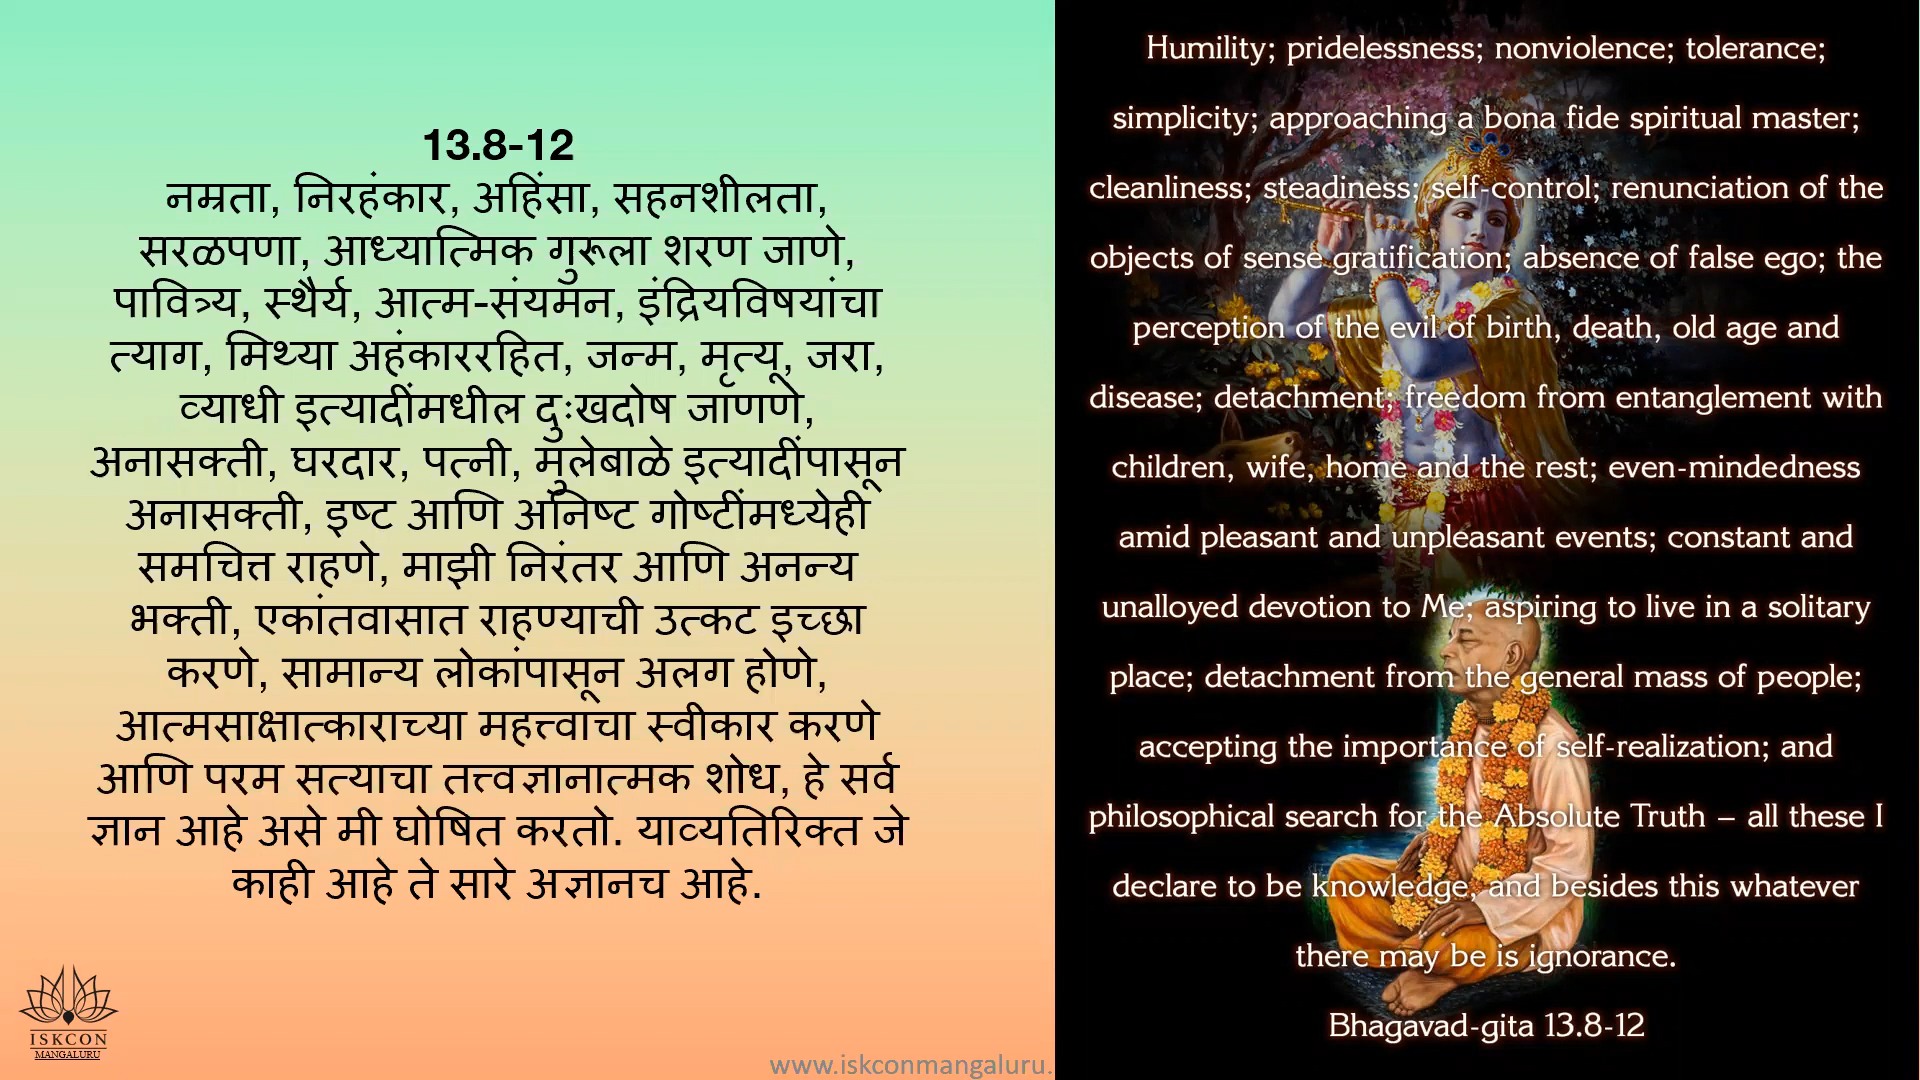 13.8-12
नम्रता, निरहंकार, अहिंसा, सहनशीलता,
सरळपणा, आध्यात्मिक गुरूला शरण जाणे,
पावित्र्य, स्थैर्य, आत्म-संयमन, इंद्रियविषयांचा
त्याग, मिथ्या अहंकाररहित, जन्म, मृत्यू, जरा,
व्याधी इत्यादींमधील दुःखदोष जाणणे,
अनासक्ती, घरदार, पत्नी, मुलेबाळे इत्यादींपासून
अनासक्ती, इष्ट आणि अनिष्ट गोष्टींमध्येही
समचित्त राहणे, माझी निरंतर आणि अनन्य
भक्ती, एकांतवासात राहण्याची उत्कट इच्छा
करणे, सामान्य लोकांपासून अलग होणे,
आत्मसाक्षात्काराच्या महत्त्वाचा स्वीकार करणे
आणि परम सत्याचा तत्त्वज्ञानात्मक शोध, हे सर्व
ज्ञान आहे असे मी घोषित करतो. याव्यतिरिक्त जे
काही आहे ते सारे अज्ञानच आहे.
ISKCON
MANGALURU
www.iskconmangaluru.
Humility; pridelessness; nonviolence; tolerance;
simplicity; approaching a bona fide spiritual master;
cleanliness; steadiness; self-control; renunciation of the
objects of sense gratification; absence of false ego; the
perception of the evil of birth, death, old age and
disease; detachment; freedom from entanglement with
children, wife, home and the rest; even-mindedness
amid pleasant and unpleasant events; constant and
unalloyed devotion to Me; aspiring to live in a solitary
place; detachment from the general mass of people;
accepting the importance of self-realization; and
philosophical search for the Absolute Truth – all these I
declare to be knowledge, and besides this whatever
there may be is ignorance.
Bhagavad-gita 13.8-12